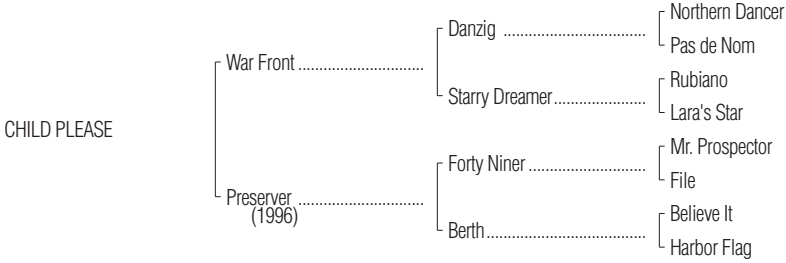 Northern Dancer
Danzig ..................................
Pas de Nom
War Front ..............................
Rubiano
Starry Dreamer......................
Lara's Star
CHILD PLEASE
Mr. Prospector
Forty Niner ............................
File
Preserver ..............................
(1996)
Believe It
Berth......................................
Harbor Flag